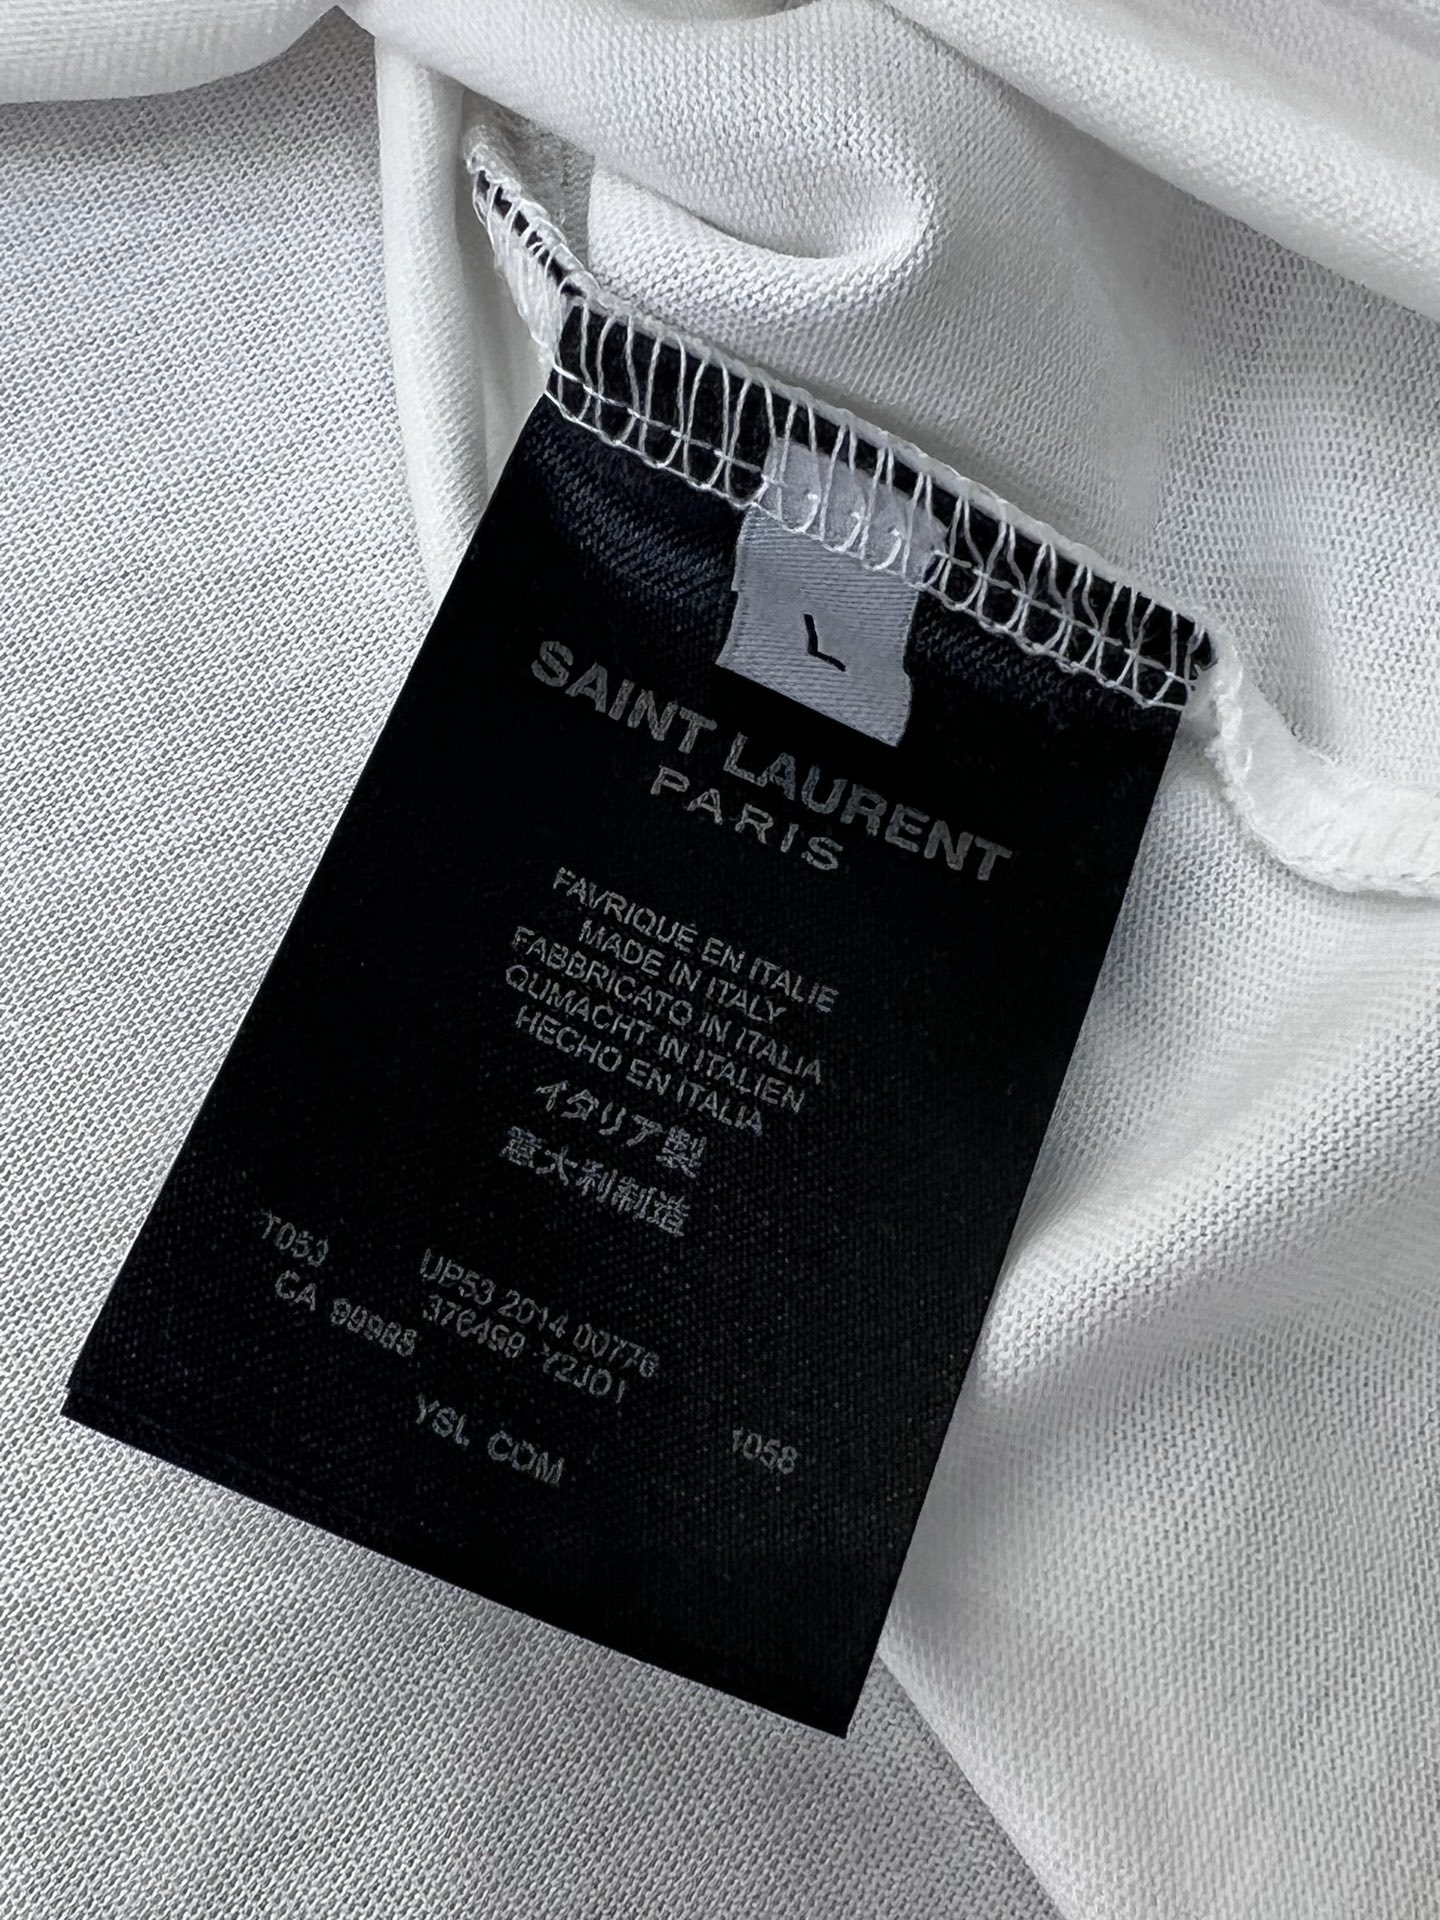 L
SAINT LAURENT
PARIS
FAVRIQUÉ EN ITALIE
MADE IN ITALY
FABBRICATO IN ITALIA
QUMACHT IN ITALIEN
HECHO EN ITALIA
イタリア製
意大利制造
T053 UP53 2014 00776
CA 99985 376499 Y2JD1
YSL COM 1058